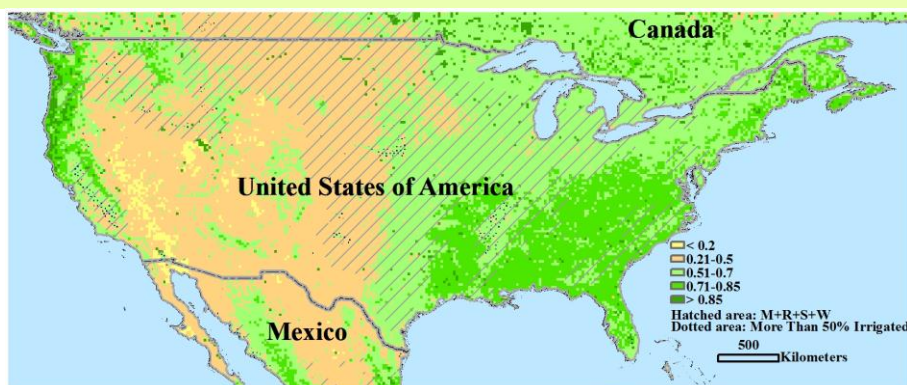 Canada
United States of America
Mexico
< 0.2
0.21-0.5
0.51-0.7
0.71-0.85
> 0.85
Hatched area: M+R+S+W
Dotted area: More Than 50% Irrigated
500
Kilometers